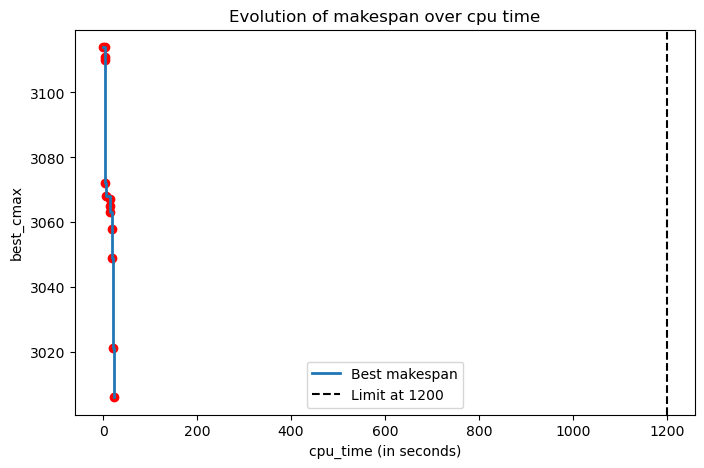 Evolution of makespan over cpu time
best_cmax
3100
3080
3060
3040
3020
Best makespan
Limit at 1200
0
200
400
600
800
1000
1200
cpu_time (in seconds)